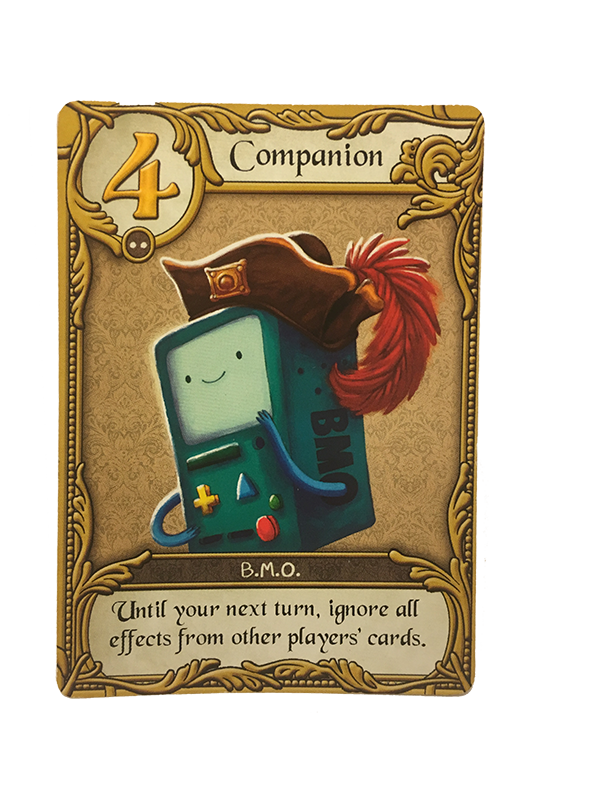 4
Companion
BMO
B.M.O.
Until your next turn, ignore all
effects from other players' cards.